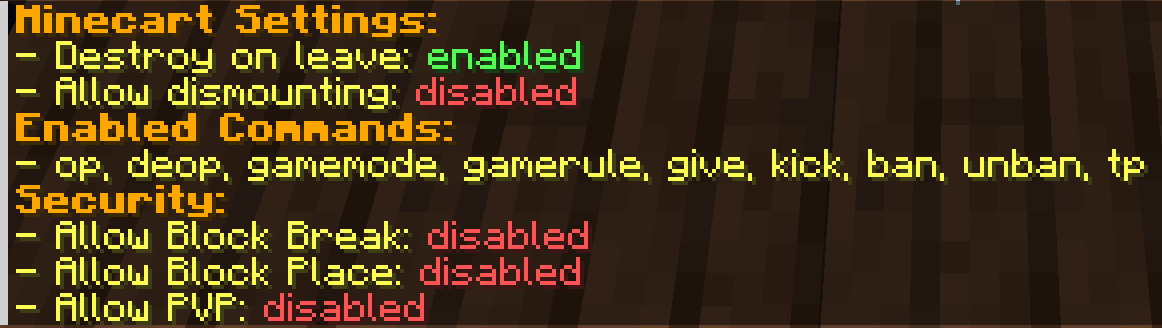 Minecart Settings:
- Destroy on leave: enabled
- Allow dismounting: disabled
Enabled Commands:
- op, deop, gamemode, gamerule, give, kick, ban, unban, tp
Security:
- Allow Block Break: disabled
- Allow Block Place: disabled
- Allow PVP: disabled